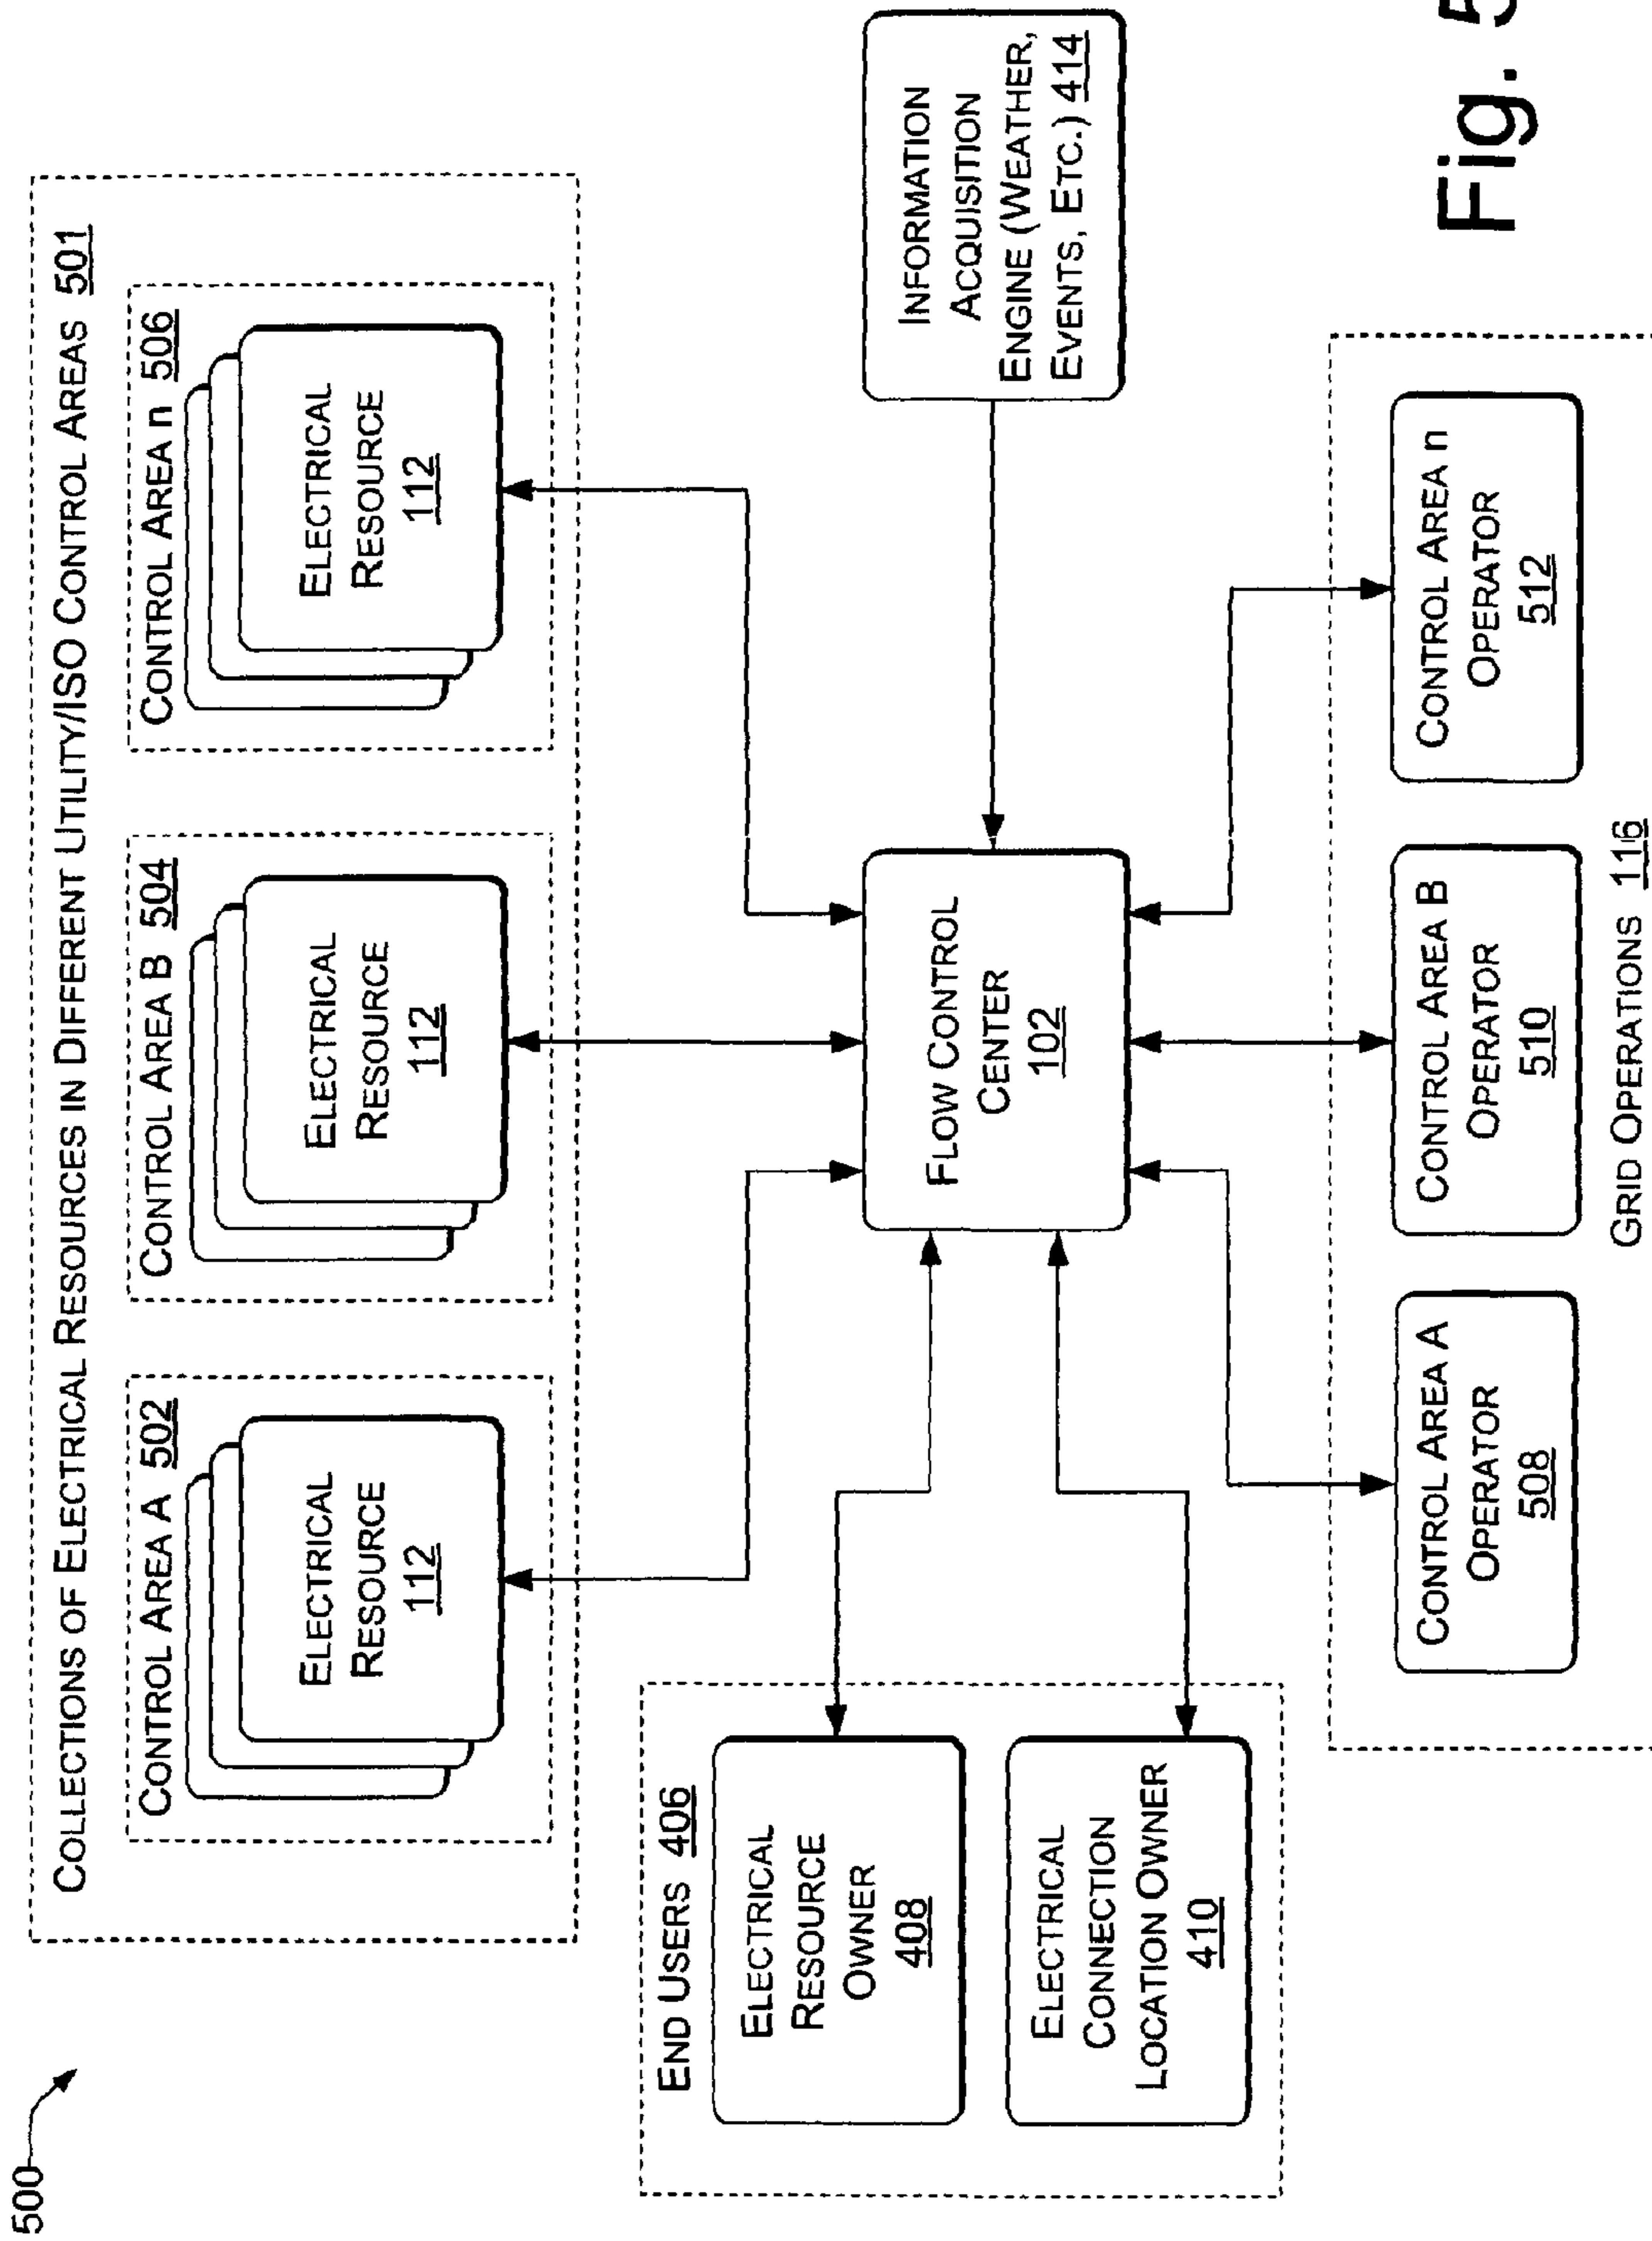 500
COLLECTIONS OF ELECTRICAL RESOURCES IN DIFFERENT UTILITY/ISO CONTROL AREAS 501
CONTROL AREA A 502
ELECTRICAL
RESOURCE
112
CONTROL AREA B 504
ELECTRICAL
RESOURCE
112
CONTROL AREA n 506
ELECTRICAL
RESOURCE
112
END USERS 406
ELECTRICAL
RESOURCE
OWNER
408
ELECTRICAL
CONNECTION
LOCATION OWNER
410
FLOW CONTROL
CENTER
102
INFORMATION
ACQUISITION
ENGINE (WEATHER,
EVENTS, ETC.) 414
CONTROL AREA A
OPERATOR
508
CONTROL AREA B
OPERATOR
510
CONTROL AREA n
OPERATOR
512
GRID OPERATIONS 116
Fig. 5